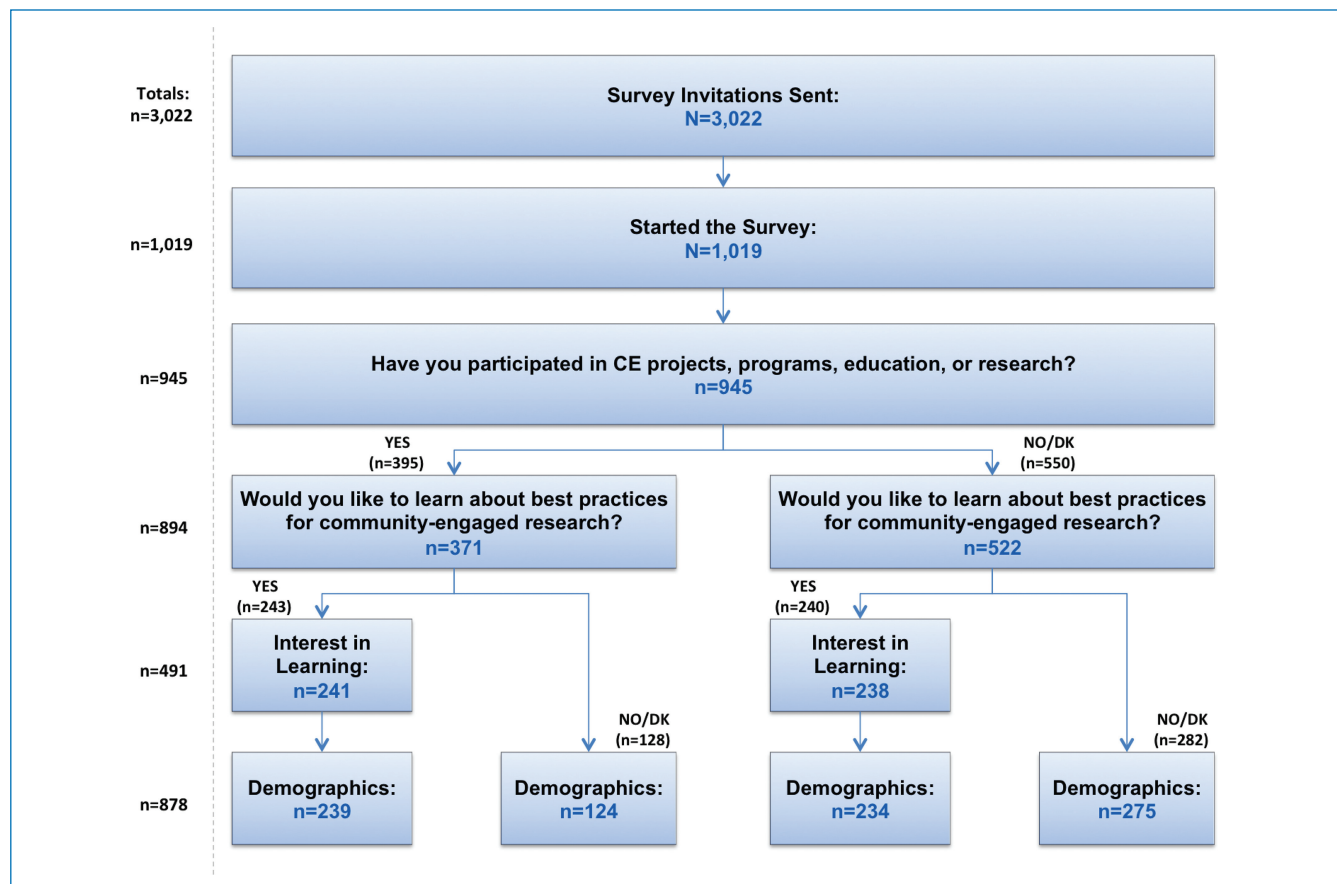 Totals:
n=3,022
Survey Invitations Sent:
N=3,022
n=1,019
Started the Survey:
N=1,019
n=945
Have you participated in CE projects, programs, education, or research?
n=945
YES
(n=395)
NO/DK
(n=550)
n=894
Would you like to learn about best practices
for community-engaged research?
n=371
Would you like to learn about best practices
for community-engaged research?
n=522
YES
(n=243)
YES
(n=240)
n=491
Interest in
Learning:
n=241
Interest in
Learning:
n=238
NO/DK
(n=128)
NO/DK
(n=282)
n=878
Demographics:
n=239
Demographics:
n=124
Demographics:
n=234
Demographics:
n=275